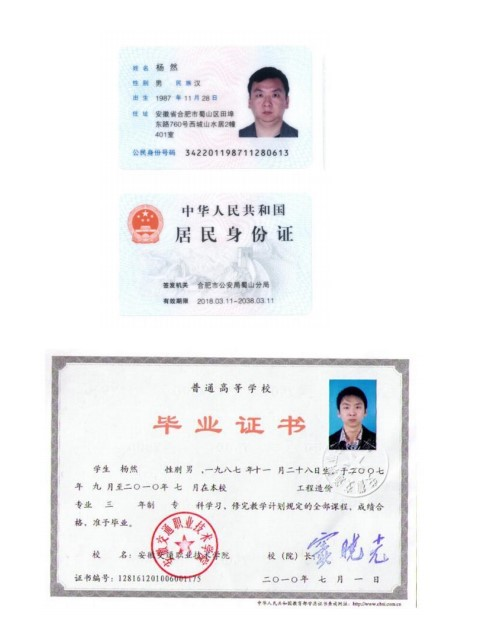 姓名 杨然
性别 男 民族 汉
出生 1987 年 11 月 28 日
住址 安徽省合肥市蜀山区田埠
东路760号西城山水居2幢
401室
公民身份号码 342201198711280613
中华人民共和国
居民身份证
签发机关 合肥市公安局蜀山分局
有效期限 2018.03.11-2038.03.11
普通高等学校
毕业证书
学生 杨然 性别 男 ,一九八七年十一月二十八日生,于二〇〇七
年 九 月至二〇一〇年 七 月在本校 工程造价
专业 三 年制 专 科学习,修完教学计划规定的全部课程,成绩合
格,准予毕业。
校 名: 安徽交通职业技术学院 校(院)长:
证书编号: 128161201006001175 二〇一〇年 七 月 一 日
中华人民共和国教育部学历证书查询网址: http://www.chsi.com.cn